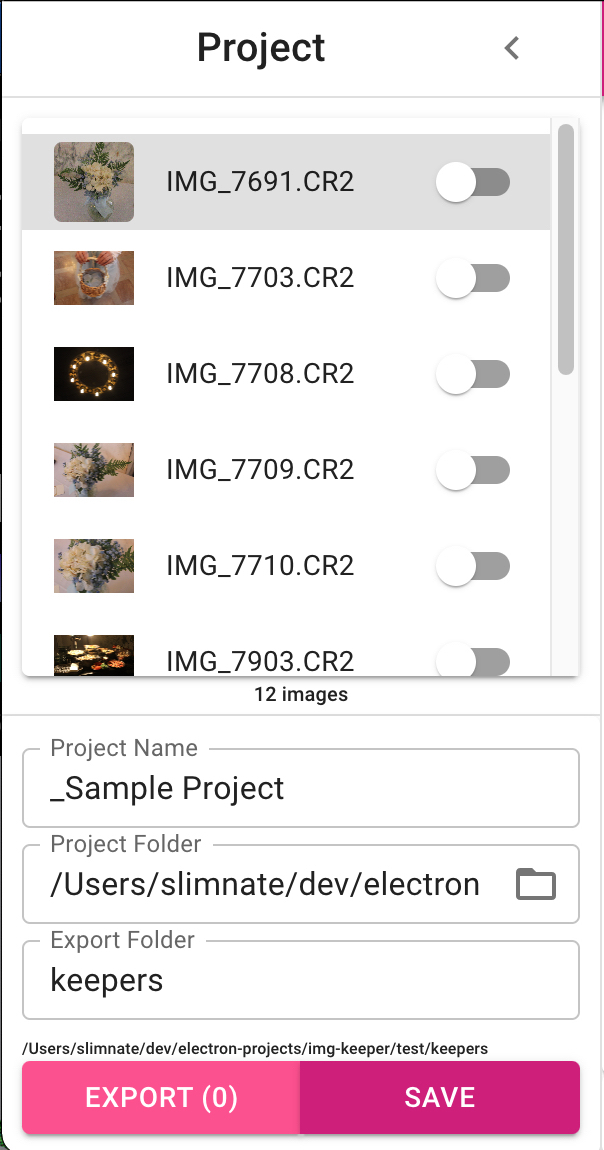 Project
IMG_7691.CR2
IMG_7703.CR2
IMG_7708.CR2
IMG_7709.CR2
IMG_7710.CR2
IMG_7903.CR2
12 images
Project Name
_Sample Project
Project Folder
/Users/slimnate/dev/electron
Export Folder
keepers
/Users/slimnate/dev/electron-projects/img-keeper/test/keepers
EXPORT (0) SAVE